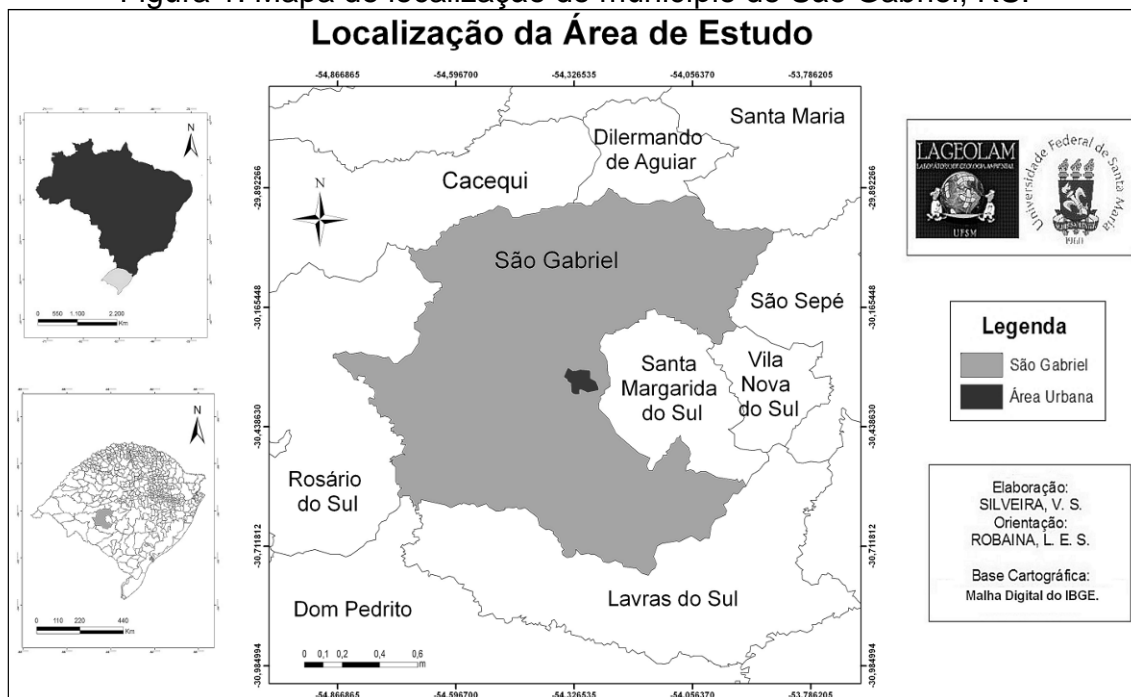 Figura 1: Mapa de localização do município de São Gabriel, RS.
Localização da Área de Estudo
-54,866865 -54,596700 -54,326535 -54,056370 -53,786205
N
0 550 1.100 2.200
Km
N
0 110 220 440
Km
N
-29,892266
-30,165448
-30,438630
-30,711812
-30,984994
Santa Maria
Dilermando
de Aguiar
Cacequi
São Gabriel
São Sepé
Santa
Margarida
do Sul
Vila
Nova
do Sul
Rosário
do Sul
Lavras do Sul
Dom Pedrito
0 0,1 0,2 0,4 0,6
m
-29,892266
-30,165448
-30,438630
-30,711812
-30,984994
-54,866865 -54,596700 -54,326535 -54,056370 -53,786205
LAGEOLAM
UFSM
Universidade Federal de Santa Maria
1960
Legenda
São Gabriel
Área Urbana
Elaboração:
SILVEIRA, V. S.
Orientação:
ROBAINA, L. E. S.
Base Cartográfica:
Malha Digital do IBGE.